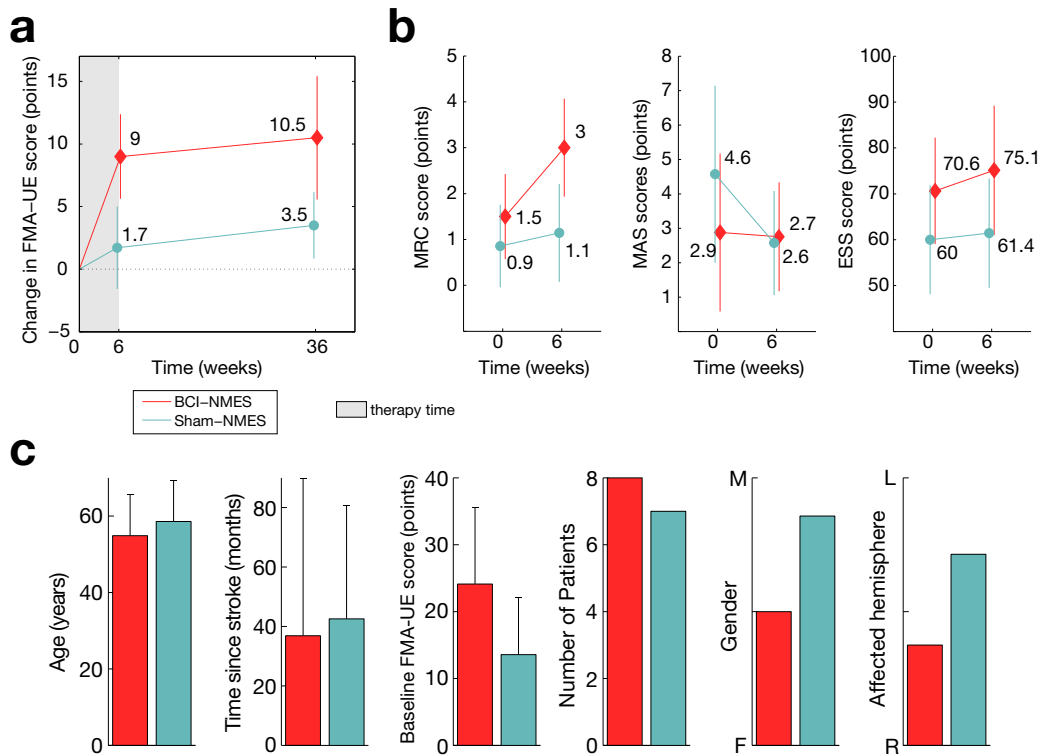 a
Change in FMA-UE score (points)
15
10
5
0
−5
9
10.5
1.7
3.5
0
6
36
Time (weeks)
BCI−NMES
Sham−NMES
therapy time
b
MRC score (points)
5
4
3
2
1
0
3
1.5
0.9
1.1
0
6
Time (weeks)
MAS scores (points)
8
7
6
5
4
3
2
1
4.6
2.9
2.7
2.6
0
6
Time (weeks)
ESS score (points)
100
90
80
70
60
50
70.6
75.1
60
61.4
0
6
Time (weeks)
c
Age (years)
60
40
20
0
Time since stroke (months)
80
60
40
20
0
Baseline FMA-UE score (points)
40
30
20
10
0
Number of Patients
8
6
4
2
0
Gender
M
F
Affected hemisphere
L
R